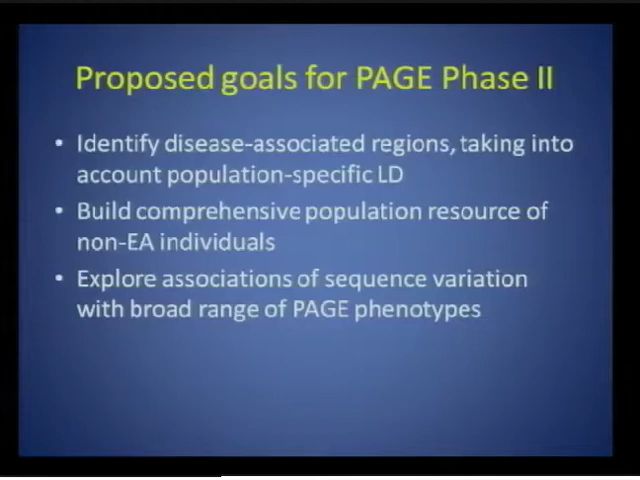 Proposed goals for PAGE Phase II
• Identify disease-associated regions, taking into
account population-specific LD
• Build comprehensive population resource of
non-EA individuals
• Explore associations of sequence variation
with broad range of PAGE phenotypes